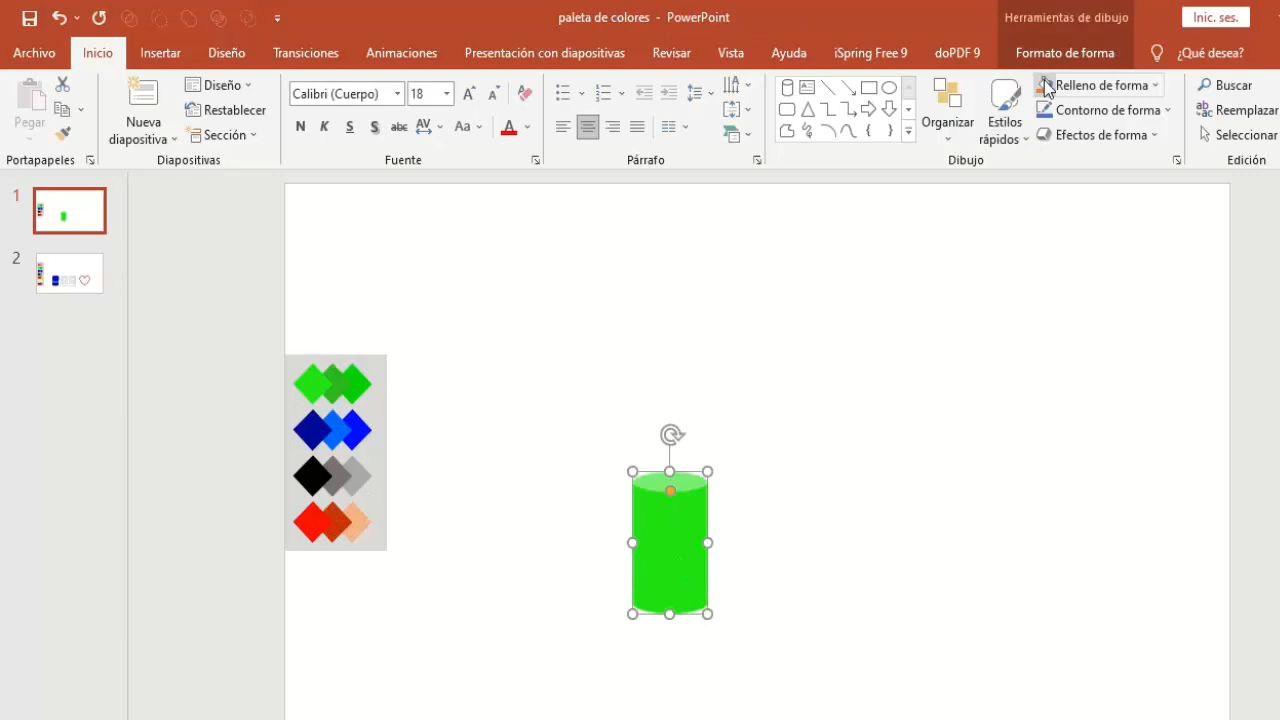 paleta de colores - PowerPoint
Herramientas de dibujo
Inic. ses.
Archivo Inicio Insertar Diseño Transiciones Animaciones Presentación con diapositivas Revisar Vista Ayuda iSpring Free 9 doPDF 9 Formato de forma ¿Qué desea?
Pegar
Portapapeles
Nueva
diapositiva
Diseño
Restablecer
Sección
Diapositivas
Calibri (Cuerpo) 18
N K S S abc AV Aa A
Fuente
Párrafo
Organizar
Estilos
rápidos
Relleno de forma
Contorno de forma
Efectos de forma
Dibujo
Buscar
Reemplazar
Seleccionar
Edición
1
2